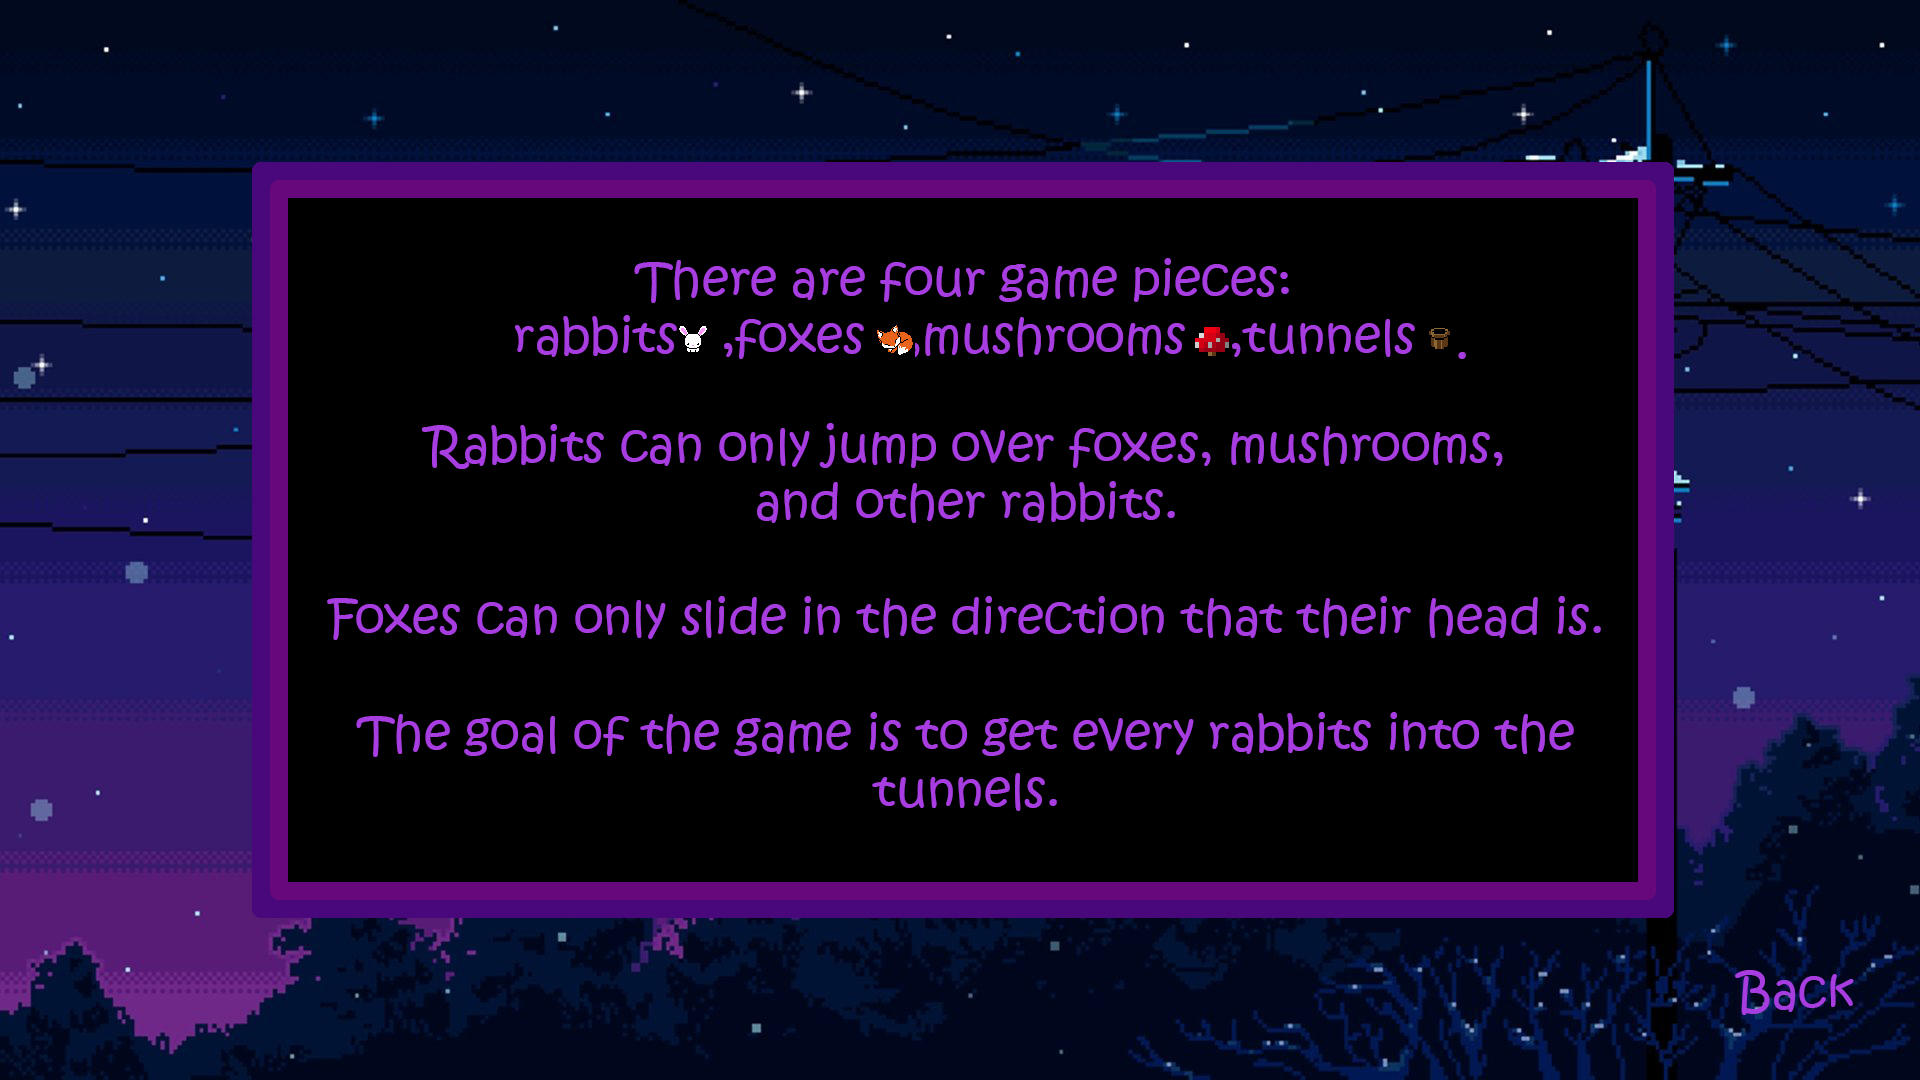 There are four game pieces:
rabbits ,foxes ,mushrooms ,tunnels .
Rabbits can only jump over foxes, mushrooms,
and other rabbits.
Foxes can only slide in the direction that their head is.
The goal of the game is to get every rabbits into the
tunnels.
Back